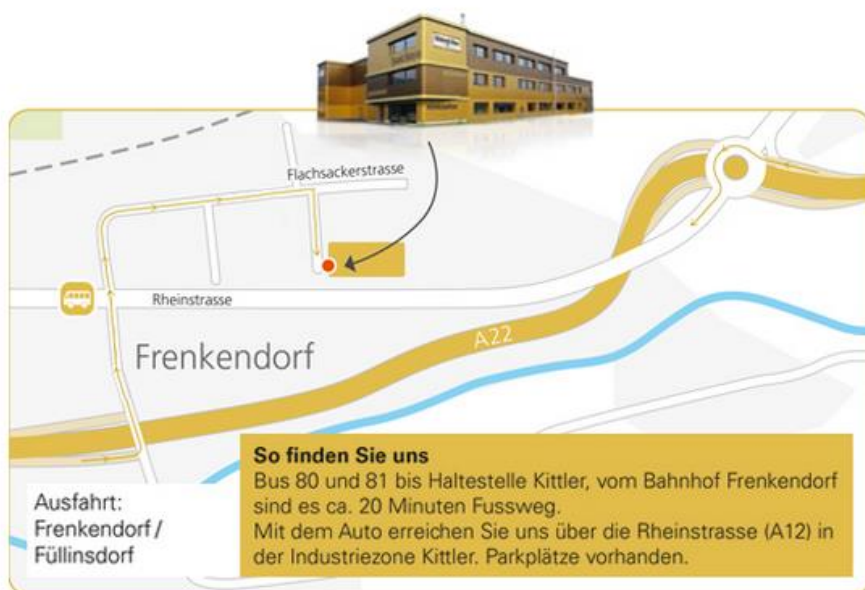 Flachsackerstrasse
Rheinstrasse
Frenkendorf
A22
So finden Sie uns
Bus 80 und 81 bis Haltestelle Kittler, vom Bahnhof Frenkendorf
sind es ca. 20 Minuten Fussweg.
Mit dem Auto erreichen Sie uns über die Rheinstrasse (A12) in
der Industriezone Kittler. Parkplätze vorhanden.
Ausfahrt:
Frenkendorf /
Füllinsdorf